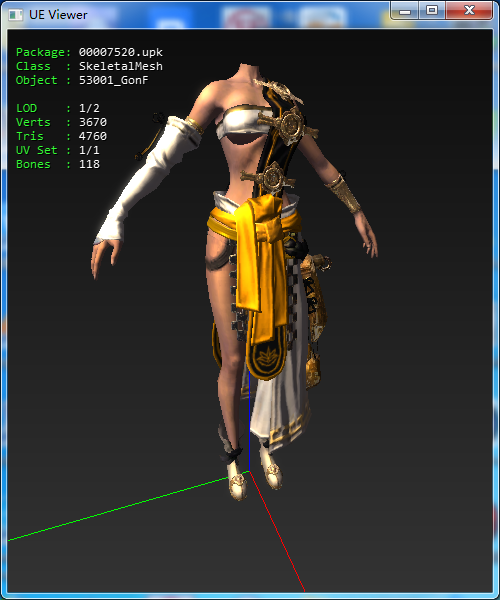 UE Viewer
Package: 00007520.upk
Class  : SkeletalMesh
Object : 53001_GonF
LOD    : 1/2
Verts  : 3670
Tris   : 4760
UV Set : 1/1
Bones  : 118